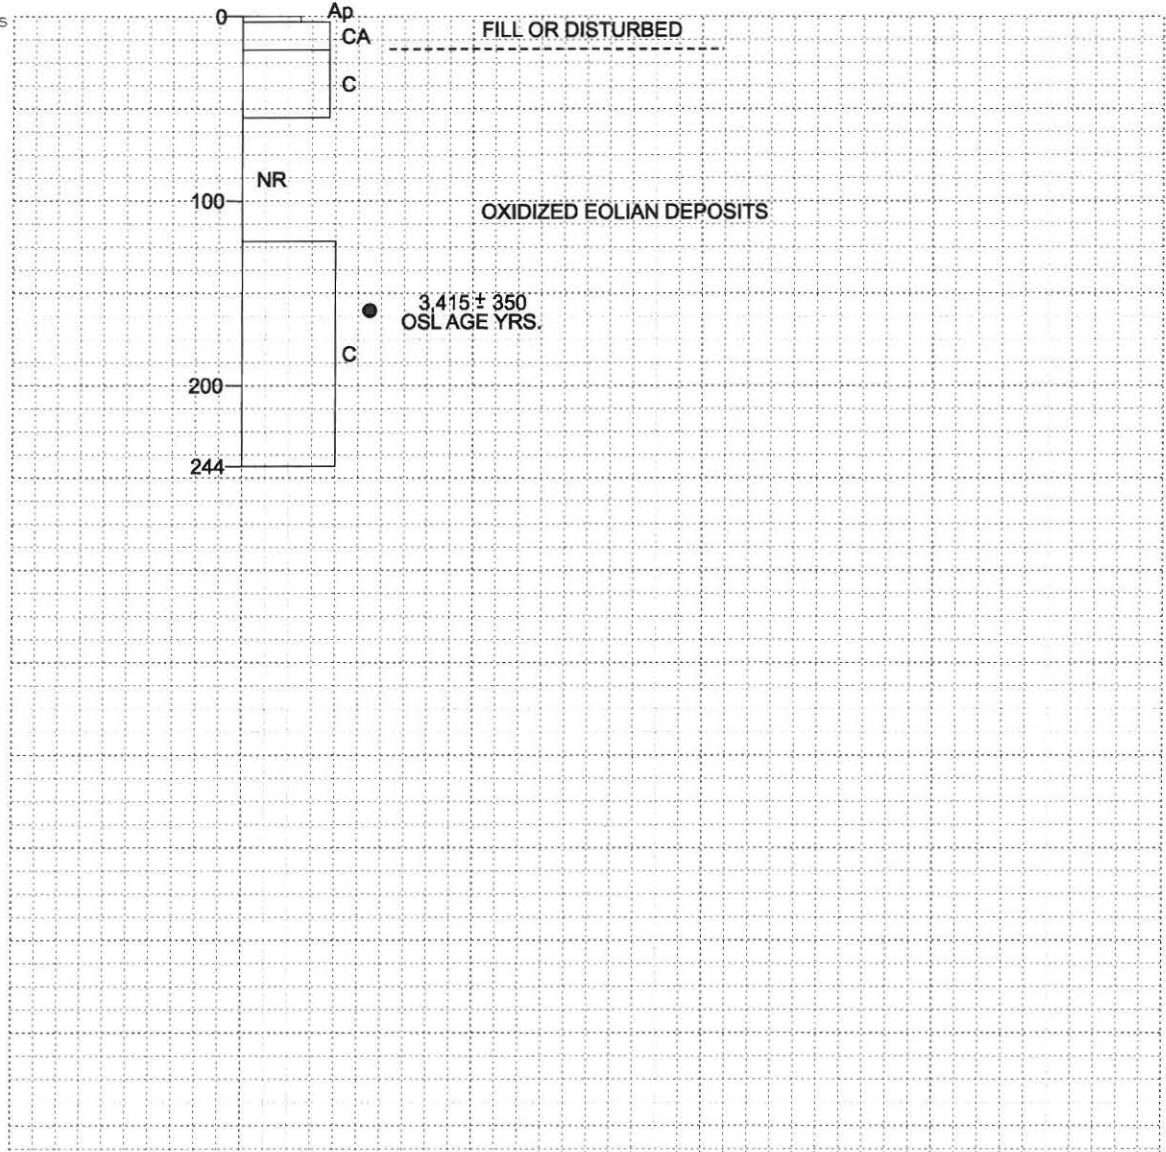 s
0
Ap
CA
FILL OR DISTURBED
C
NR
100
OXIDIZED EOLIAN DEPOSITS
3,415 ± 350
OSL AGE YRS.
C
200
244